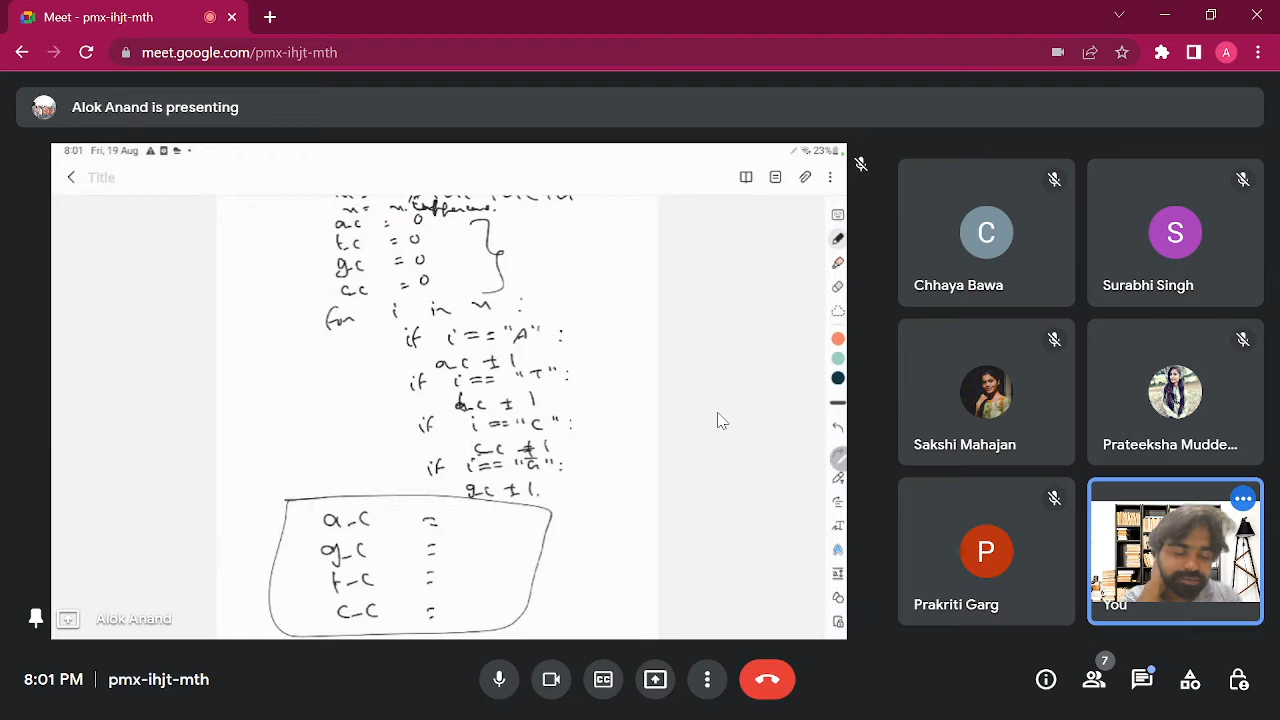 Meet - pmx-ihjt-mth
meet.google.com/pmx-ihjt-mth
A
Alok Anand is presenting
8:01 Fri, 19 Aug
23%
Title
a_c = 0
t_c = 0
g_c = 0
c_c = 0
for i in x :
if i == "A" :
a_c ± 1
if i == "T" :
t_c ± 1
if i == "C" :
c_c ± 1
if i == "G" :
g_c ± 1.
a_c =
g_c =
t_c =
c_c =
Alok Anand
C
Chhaya Bawa
S
Surabhi Singh
Sakshi Mahajan
Prateeksha Mudde...
P
Prakriti Garg
You
8:01 PM | pmx-ihjt-mth
CC
7